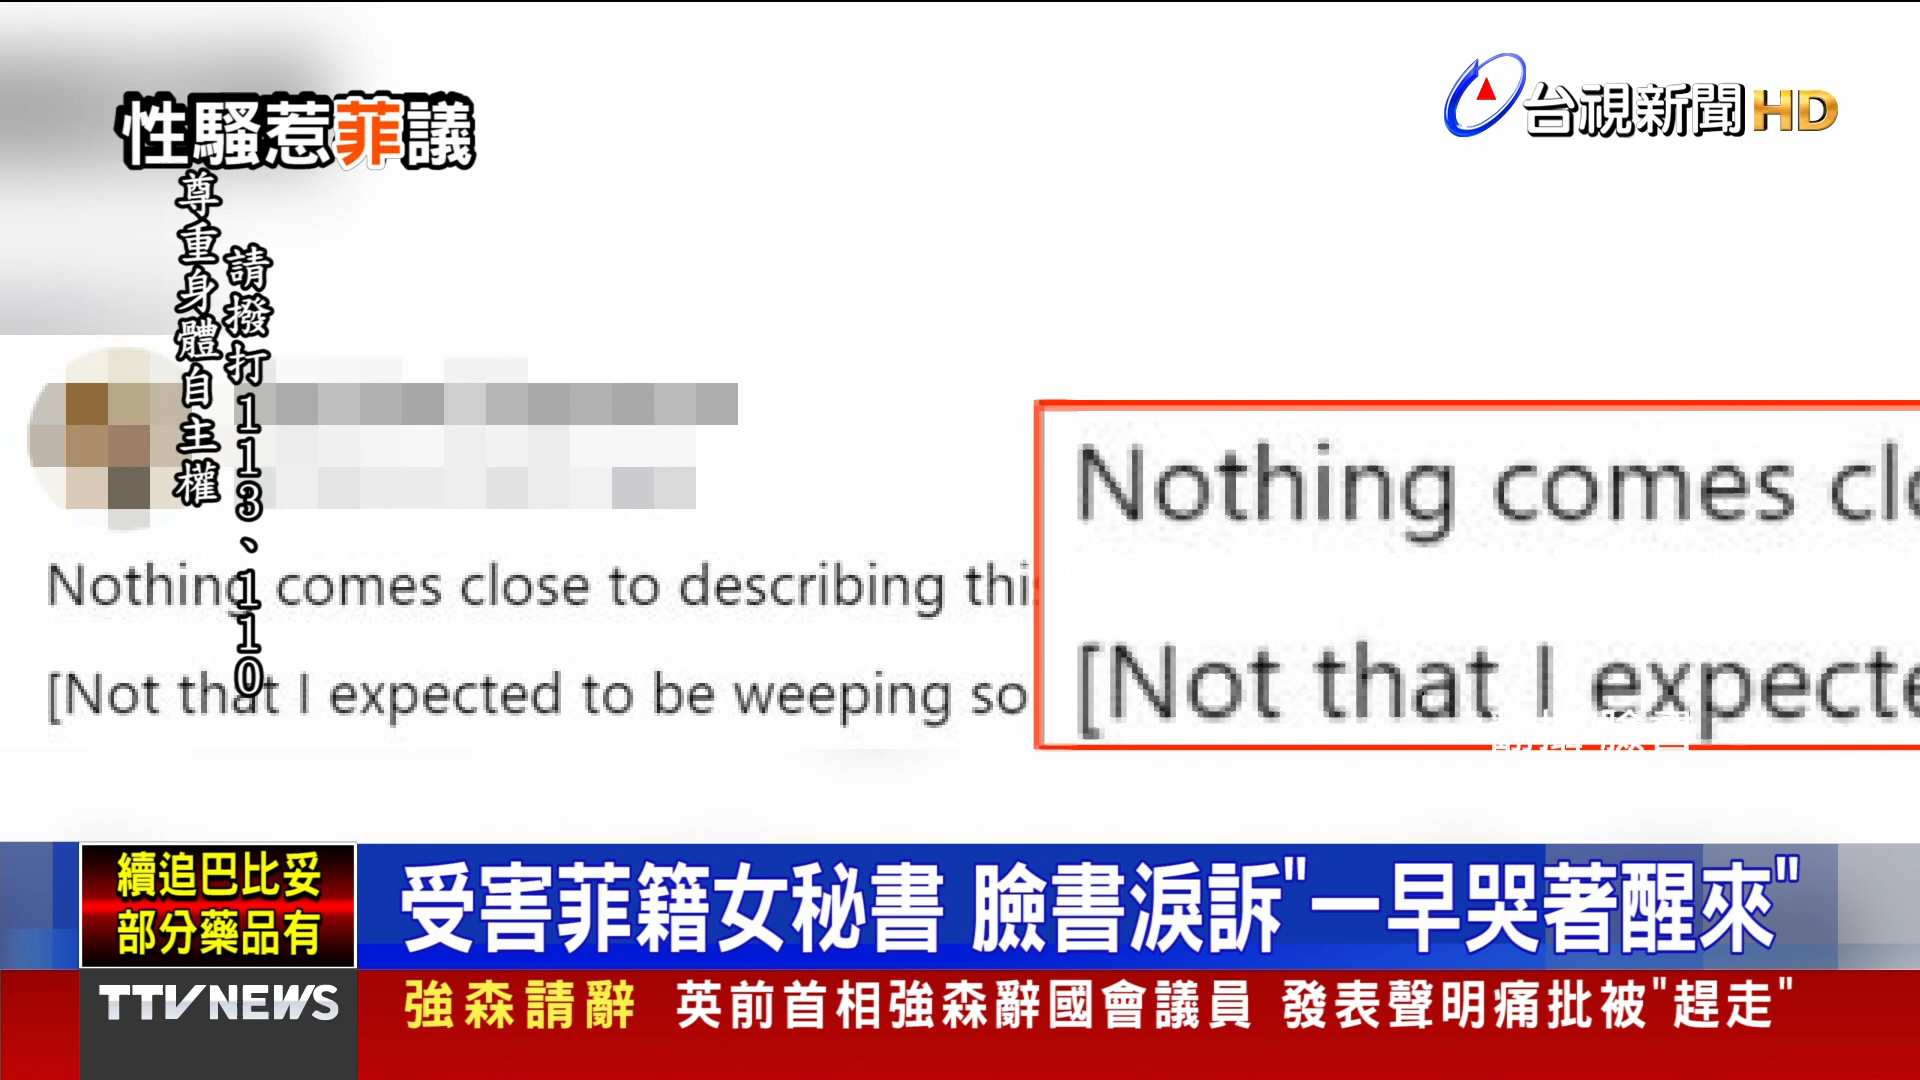 性騷惹菲議
台視新聞HD
尊重身體自主權
請撥打113、110
Nothing comes close to describing this
[Not that I expected to be weeping so
Nothing comes clo
[Not that I expecte
續追巴比妥
部分藥品有
受害菲籍女秘書 臉書淚訴"一早哭著醒來"
TTV NEWS
強森請辭 英前首相強森辭國會議員 發表聲明痛批被"趕走"